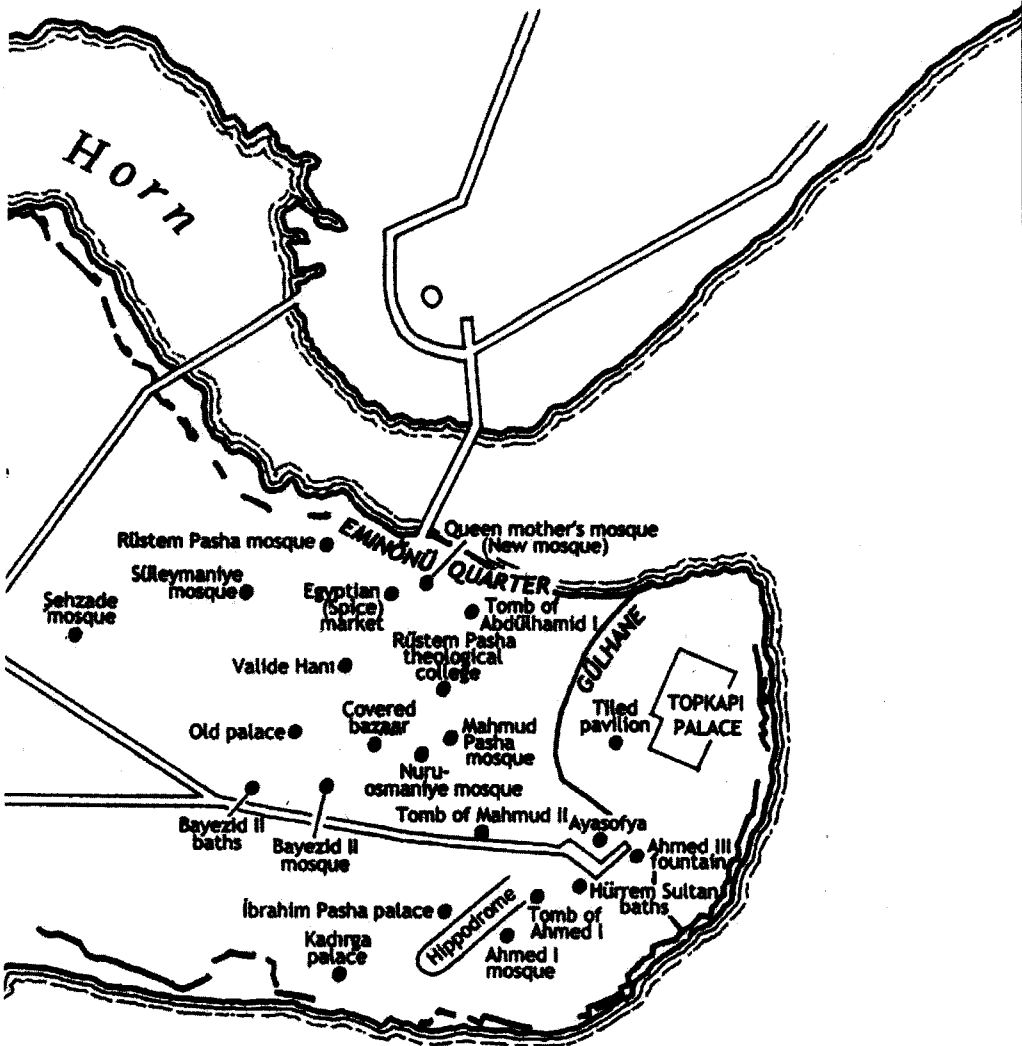 Horn
EMINÖNÜ QUARTER
Queen mother's mosque
(New mosque)
Rüstem Pasha mosque
Süleymaniye
mosque
Şehzade
mosque
Egyptian
(Spice)
market
Tomb of
Abdülhamid I
Rüstem Pasha
theological
college
GÜLHANE
Valide Hanı
Tiled
pavilion
TOPKAPI
PALACE
Covered
bazaar
Old palace
Mahmud
Pasha
mosque
Nuru-
osmaniye mosque
Bayezid II
baths
Bayezid II
mosque
Tomb of Mahmud II
Ayasofya
Ahmed III
fountain
Hürrem Sultan
baths
İbrahim Pasha palace
Hippodrome
Tomb of
Ahmed I
Kadırga
palace
Ahmed I
mosque